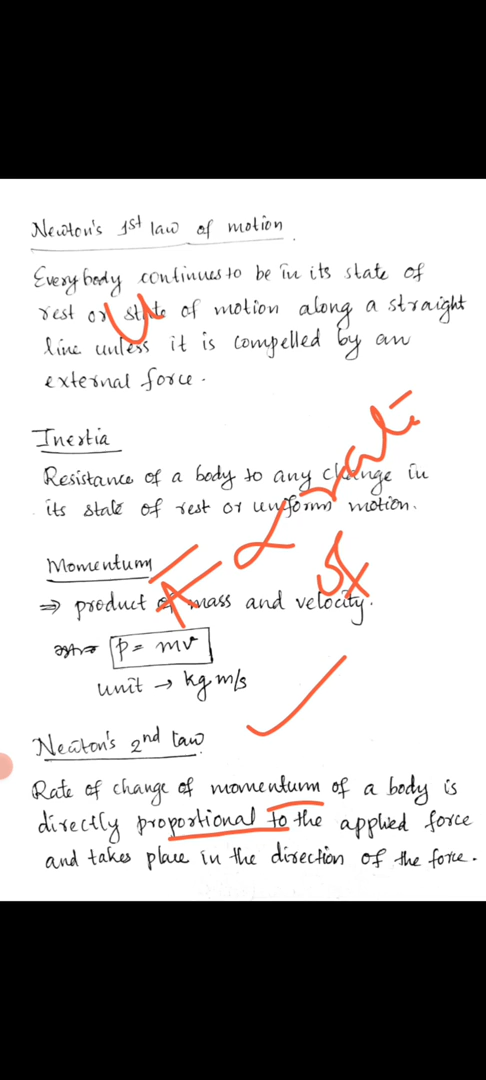 Newton's 1st law of motion
Everybody continues to be in its state of
rest or state of motion along a straight
line unless it is compelled by an
external force.
Inertia
Resistance of a body to any change in
its state of rest or uniform motion.
Momentum
⇒ product of mass and velocity.
p = mv
unit → kg m/s
Newton's 2nd law
Rate of change of momentum of a body is
directly proportional to the applied force
and takes place in the direction of the force.
U
F ∝ rate
of